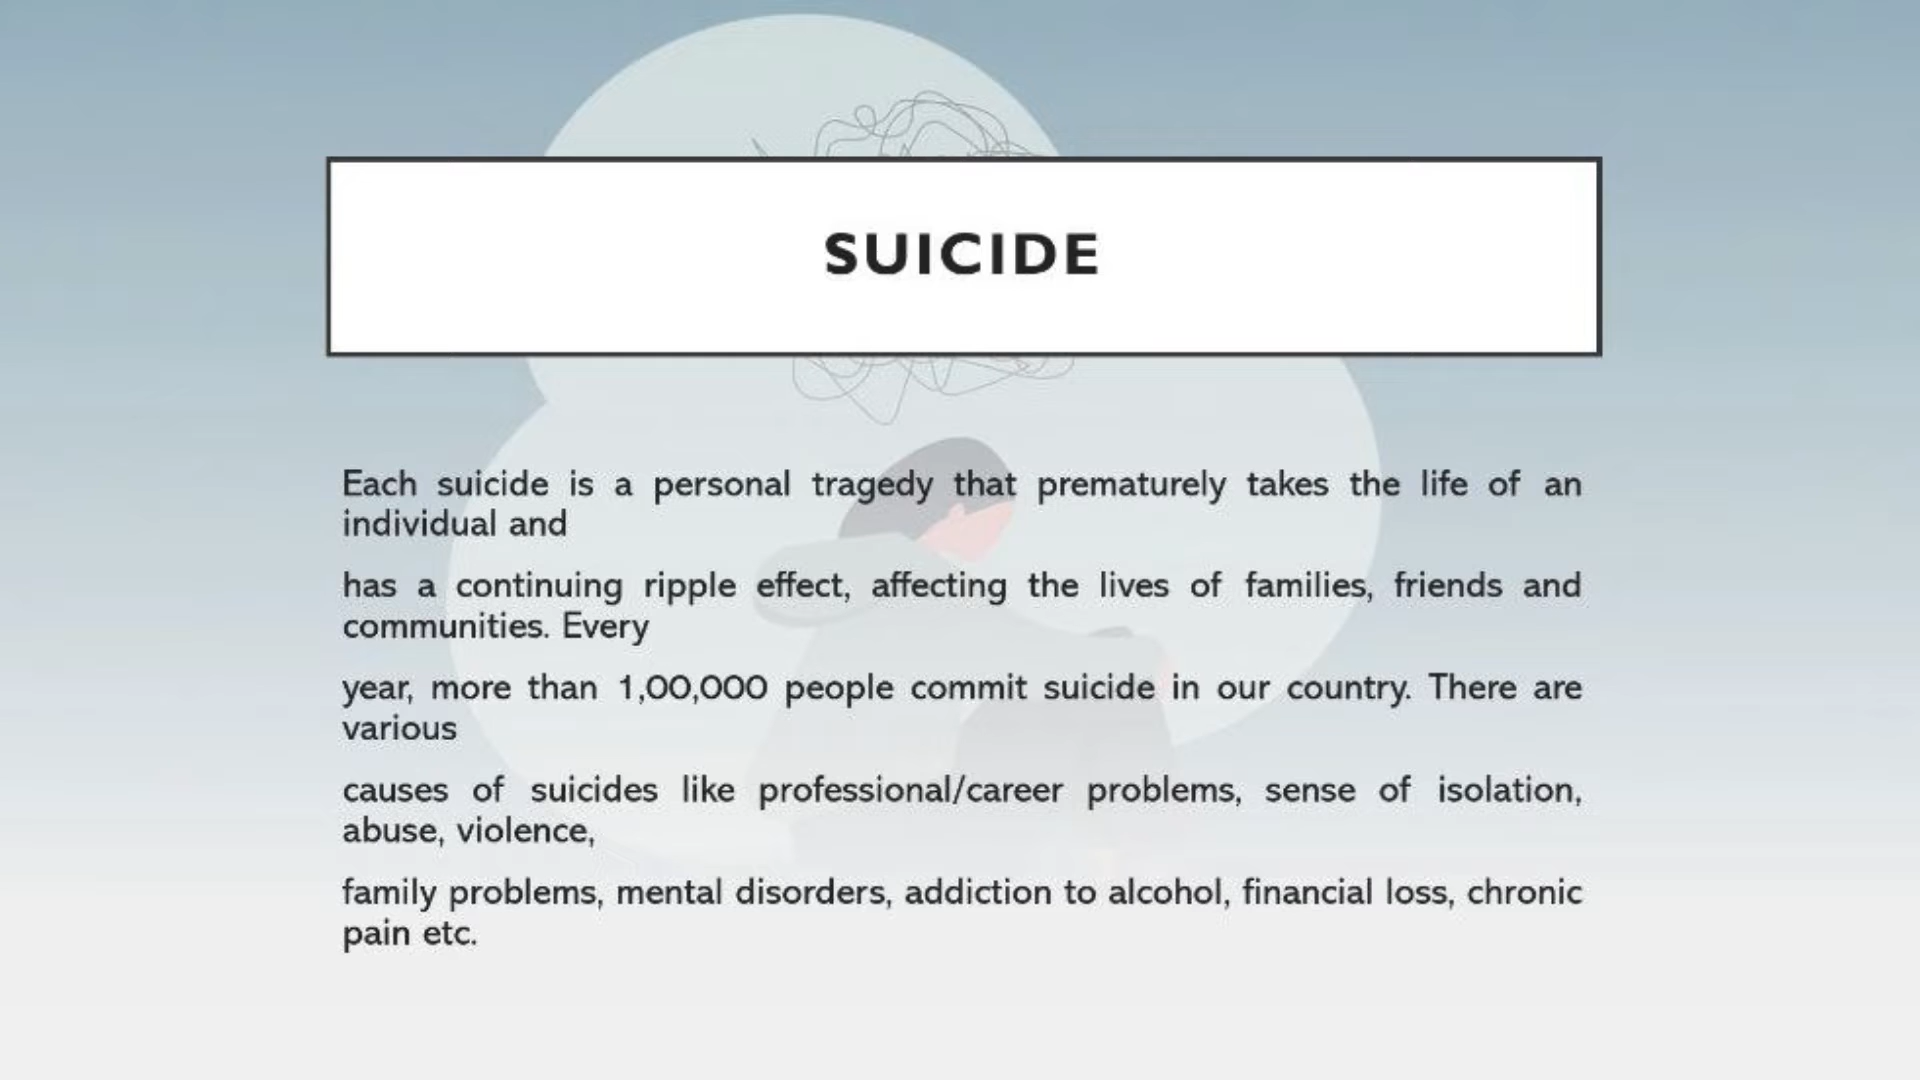 SUICIDE
Each suicide is a personal tragedy that prematurely takes the life of an
individual and
has a continuing ripple effect, affecting the lives of families, friends and
communities. Every
year, more than 1,00,000 people commit suicide in our country. There are
various
causes of suicides like professional/career problems, sense of isolation,
abuse, violence,
family problems, mental disorders, addiction to alcohol, financial loss, chronic
pain etc.